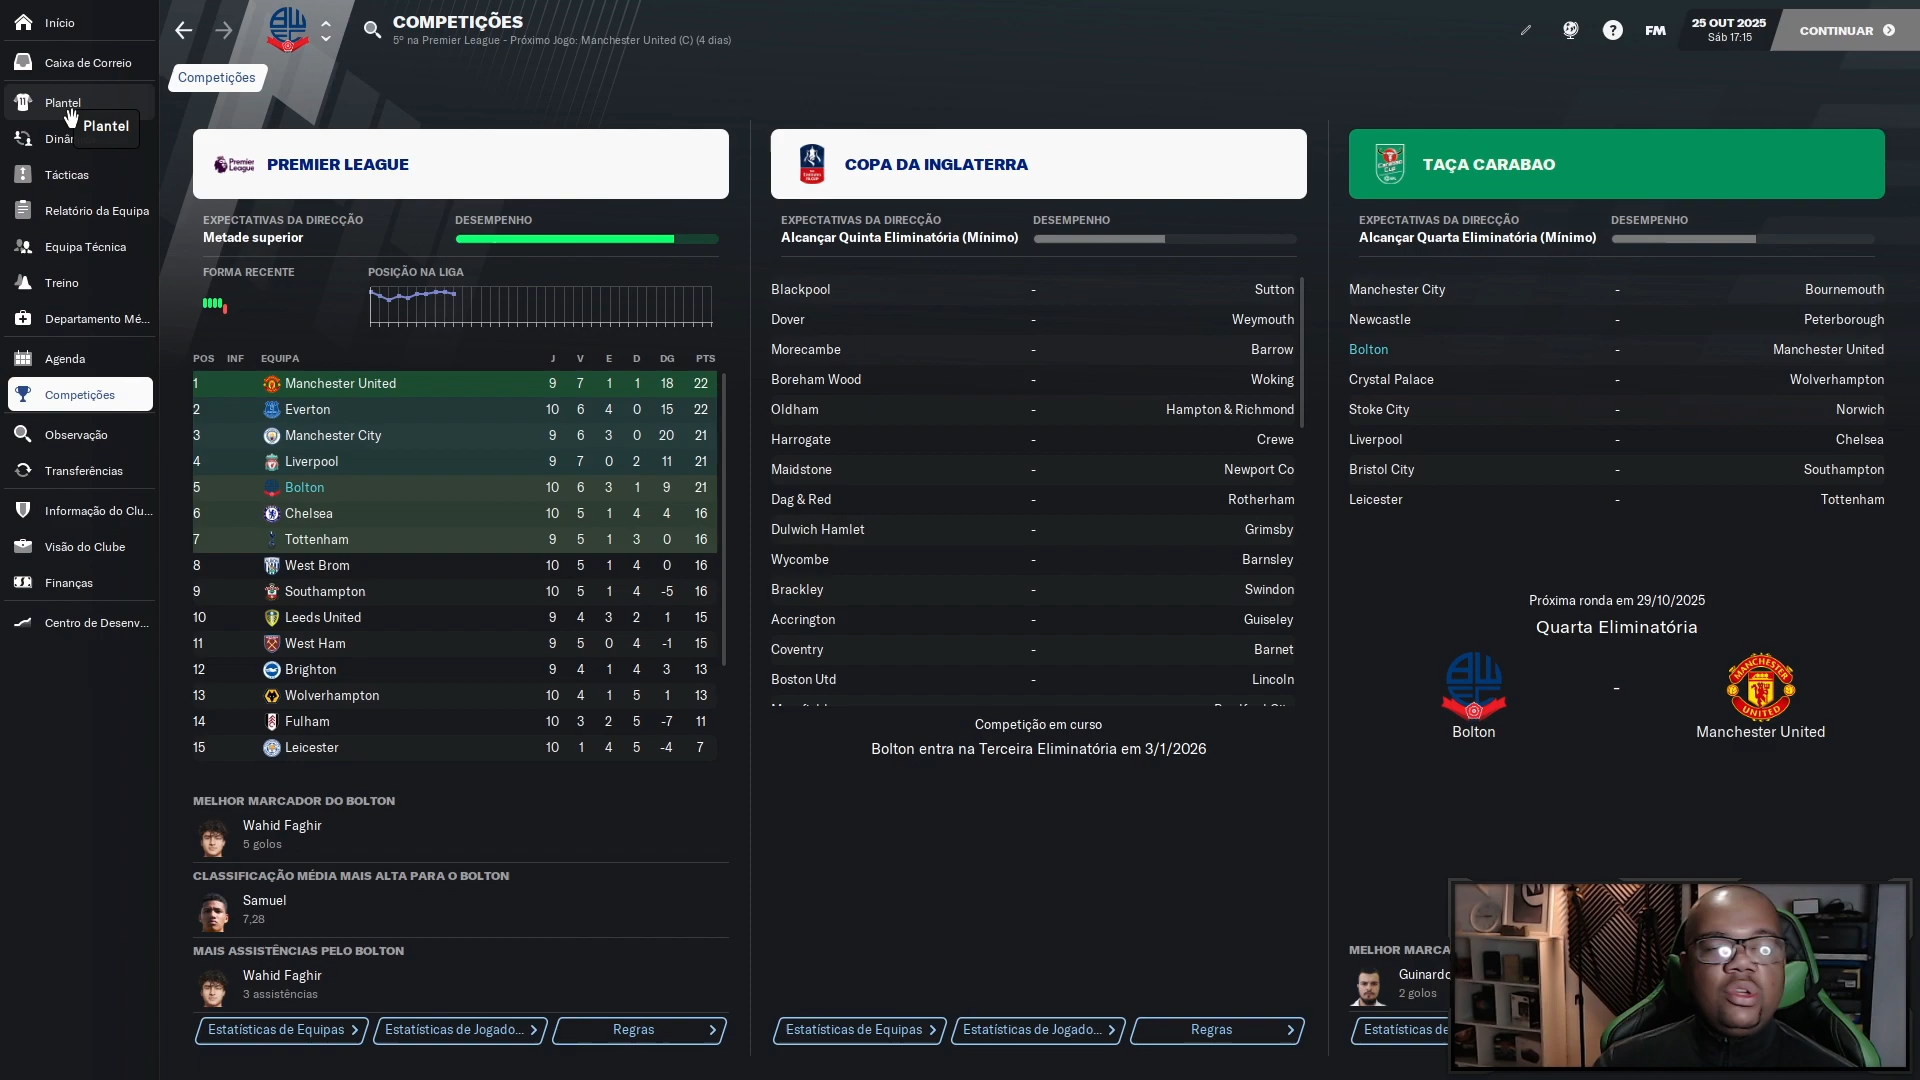 Início
Caixa de Correio
Plantel
Plantel
Tácticas
Relatório da Equipa
Equipa Técnica
Treino
Departamento Mé...
Agenda
Competições
Observação
Transferências
Informação do Clu...
Visão do Clube
Finanças
Centro de Desenv...
COMPETIÇÕES
5º na Premier League - Próximo Jogo: Manchester United (C) (4 dias)
FM
25 OUT 2025
Sáb 17:15
CONTINUAR
Competições
Premier League
PREMIER LEAGUE
EXPECTATIVAS DA DIRECÇÃO
Metade superior
DESEMPENHO
FORMA RECENTE
POSIÇÃO NA LIGA
POS INF EQUIPA J V E D DG PTS
1 Manchester United 9 7 1 1 18 22
2 Everton 10 6 4 0 15 22
3 Manchester City 9 6 3 0 20 21
4 Liverpool 9 7 0 2 11 21
5 Bolton 10 6 3 1 9 21
6 Chelsea 10 5 1 4 4 16
7 Tottenham 9 5 1 3 0 16
8 West Brom 10 5 1 4 0 16
9 Southampton 10 5 1 4 -5 16
10 Leeds United 9 4 3 2 1 15
11 West Ham 9 5 0 4 -1 15
12 Brighton 9 4 1 4 3 13
13 Wolverhampton 10 4 1 5 1 13
14 Fulham 10 3 2 5 -7 11
15 Leicester 10 1 4 5 -4 7
MELHOR MARCADOR DO BOLTON
Wahid Faghir
5 golos
CLASSIFICAÇÃO MÉDIA MAIS ALTA PARA O BOLTON
Samuel
7,28
MAIS ASSISTÊNCIAS PELO BOLTON
Wahid Faghir
3 assistências
Estatísticas de Equipas
Estatísticas de Jogado...
Regras
COPA DA INGLATERRA
EXPECTATIVAS DA DIRECÇÃO
Alcançar Quinta Eliminatória (Mínimo)
DESEMPENHO
Blackpool - Sutton
Dover - Weymouth
Morecambe - Barrow
Boreham Wood - Woking
Oldham - Hampton & Richmond
Harrogate - Crewe
Maidstone - Newport Co
Dag & Red - Rotherham
Dulwich Hamlet - Grimsby
Wycombe - Barnsley
Brackley - Swindon
Accrington - Guiseley
Coventry - Barnet
Boston Utd - Lincoln
Competição em curso
Bolton entra na Terceira Eliminatória em 3/1/2026
Estatísticas de Equipas
Estatísticas de Jogado...
Regras
TAÇA CARABAO
EXPECTATIVAS DA DIRECÇÃO
Alcançar Quarta Eliminatória (Mínimo)
DESEMPENHO
Manchester City - Bournemouth
Newcastle - Peterborough
Bolton - Manchester United
Crystal Palace - Wolverhampton
Stoke City - Norwich
Liverpool - Chelsea
Bristol City - Southampton
Leicester - Tottenham
Próxima ronda em 29/10/2025
Quarta Eliminatória
-
Bolton
MANCHESTER
UNITED
Manchester United
MELHOR
2 golos